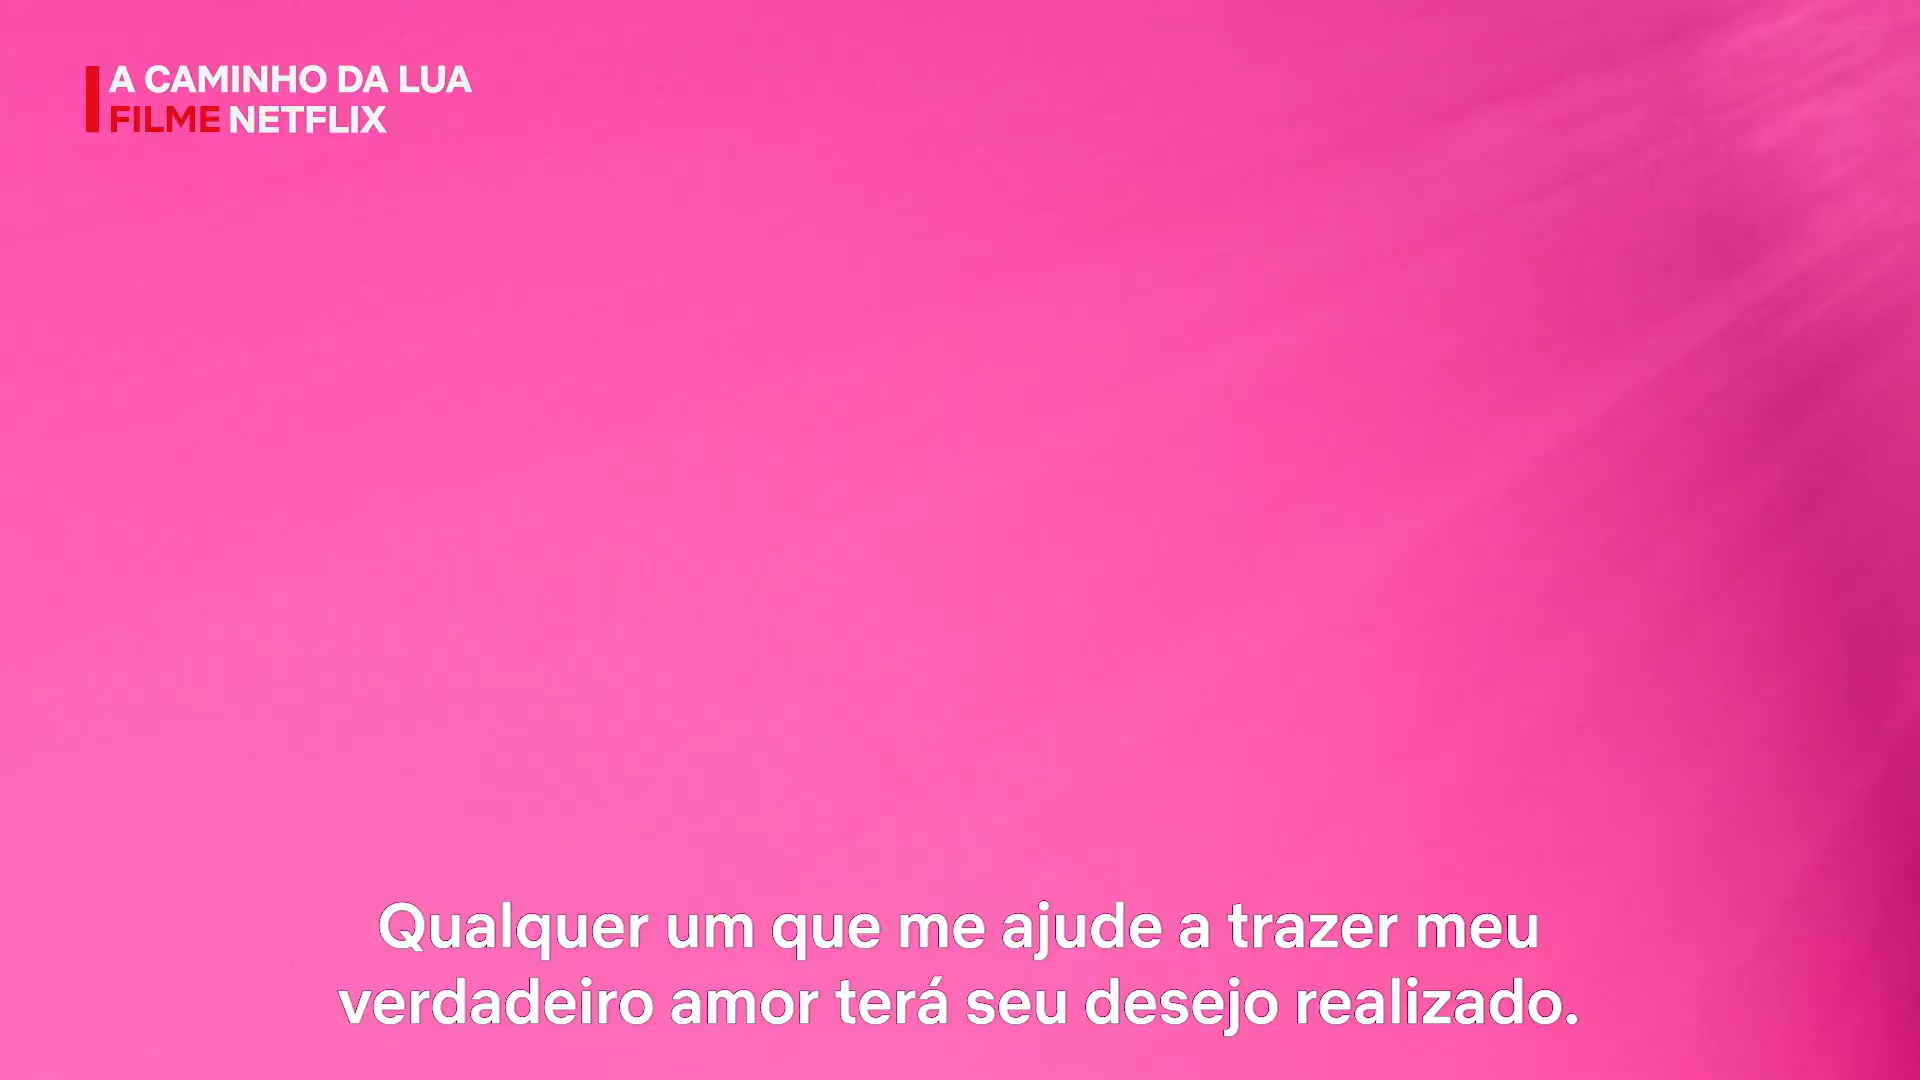 A CAMINHO DA LUA
FILME NETFLIX
Qualquer um que me ajude a trazer meu
verdadeiro amor terá seu desejo realizado.